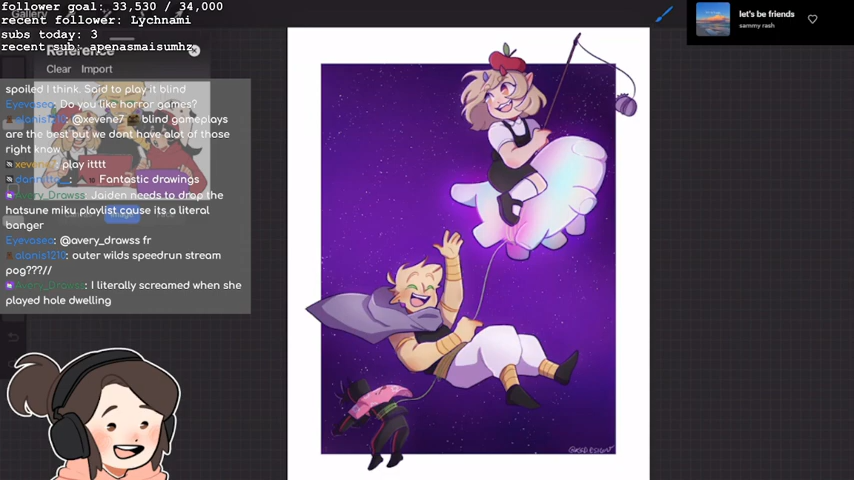 Gallery
follower goal: 33,530 / 34,000
recent follower: Lychnami
subs today: 3
recent sub: apenasmaisumhz
Reference
Clear Import
spoiled I think. Said to play it blind
Eyevasea: Do you like horror games?
alanis1210: @xevene7 blind gameplays
are the best but we dont have alot of those
right know
play itttt
Fantastic drawings
Avery_Drawss: Jaiden needs to drop the
hatsune miku playlist cause its a literal
banger
Eyevasea: @avery_drawss fr
alanis1210: outer wilds speedrun stream
pog???//
Avery_Drawss: I literally screamed when she
played hole dwelling
let's be friends
sammy rash